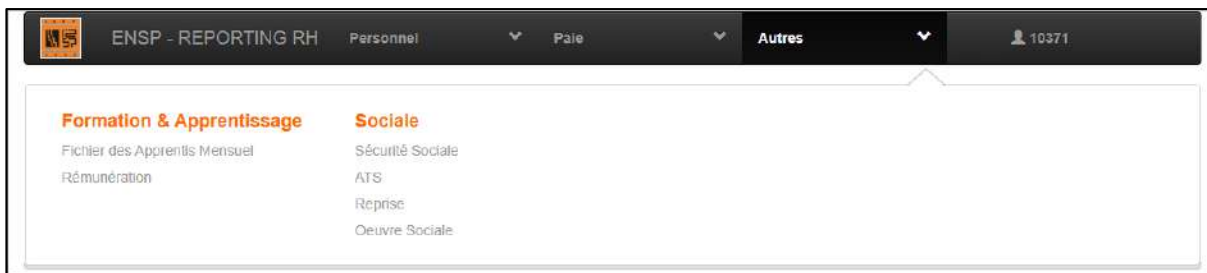 ENSP - REPORTING RH Personnel Paie Autres 10371
Formation & Apprentissage
Fichier des Apprentis Mensuel
Rémunération
Sociale
Sécurité Sociale
ATS
Reprise
Oeuvre Sociale